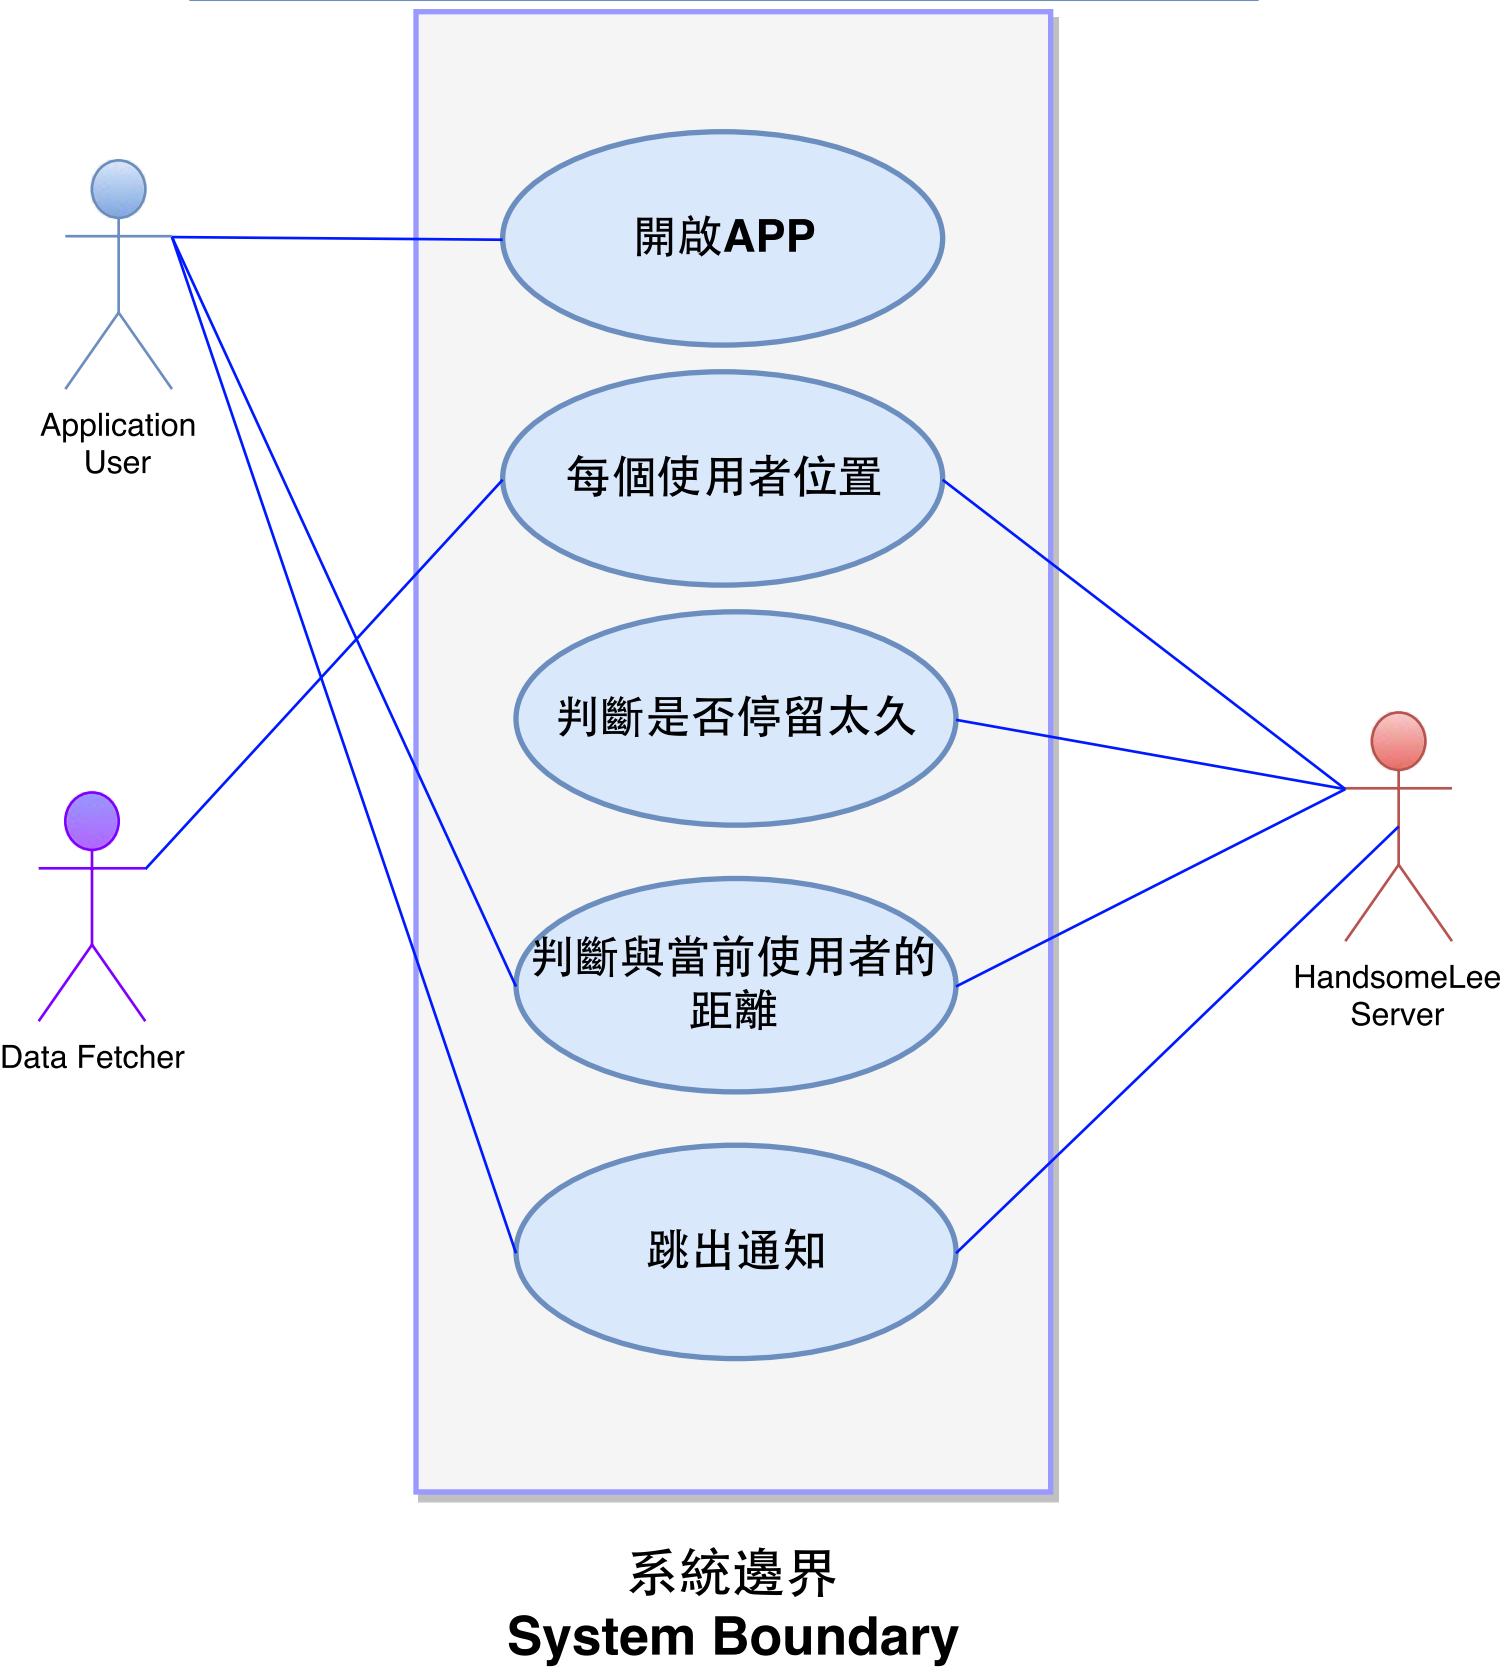 開啟APP
Application
User
每個使用者位置
判斷是否停留太久
判斷與當前使用者的
距離
Data Fetcher
HandsomeLee
Server
跳出通知
系統邊界
System Boundary